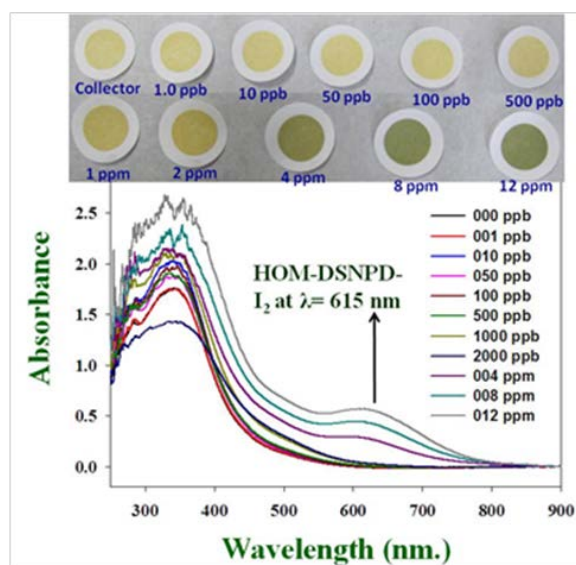 Collector 1.0 ppb 10 ppb 50 ppb 100 ppb 500 ppb
1 ppm 2 ppm 4 ppm 8 ppm 12 ppm
2.5
2.0
1.5
1.0
0.5
0.0
Absorbance
HOM-DSNPD-
I₂ at λ= 615 nm
000 ppb
001 ppb
010 ppb
050 ppb
100 ppb
500 ppb
1000 ppb
2000 ppb
004 ppm
008 ppm
012 ppm
300 400 500 600 700 800 900
Wavelength (nm.)